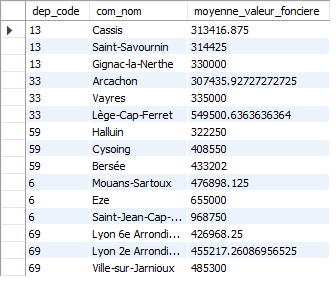 dep_code com_nom moyenne_valeur_fonciere
13 Cassis 313416.875
13 Saint-Savournin 314425
13 Gignac-la-Nerthe 330000
33 Arcachon 307435.92727272725
33 Vayres 335000
33 Lège-Cap-Ferret 549500.6363636364
59 Halluin 322250
59 Cysoing 408550
59 Bersée 433202
6 Mouans-Sartoux 476898.125
6 Eze 655000
6 Saint-Jean-Cap-... 968750
69 Lyon 6e Arrondi... 426968.25
69 Lyon 2e Arrondi... 455217.26086956525
69 Ville-sur-Jarnioux 485300